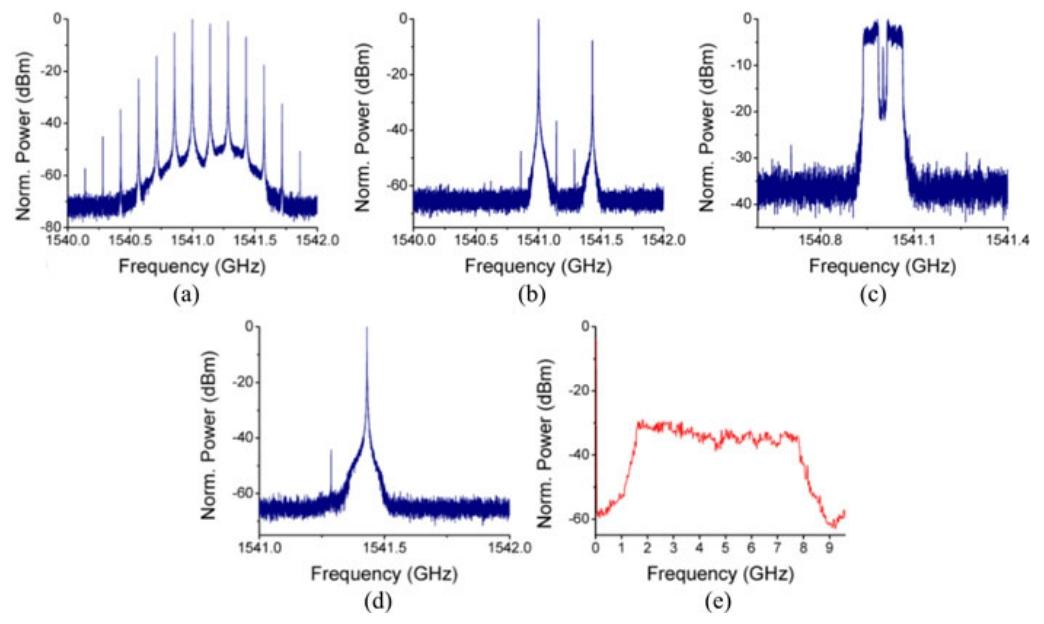 0
-20
-40
-60
-80
Norm. Power (dBm)
1540.0 1540.5 1541.0 1541.5 1542.0
Frequency (GHz)
(a)
0
-20
-40
-60
Norm. Power (dBm)
1540.0 1540.5 1541.0 1541.5 1542.0
Frequency (GHz)
(b)
0
-10
-20
-30
-40
Norm. Power (dBm)
1540.8 1541.1 1541.4
Frequency (GHz)
(c)
0
-20
-40
-60
Norm. Power (dBm)
1541.0 1541.5 1542.0
Frequency (GHz)
(d)
0
-20
-40
-60
Norm. Power (dBm)
0 1 2 3 4 5 6 7 8 9
Frequency (GHz)
(e)